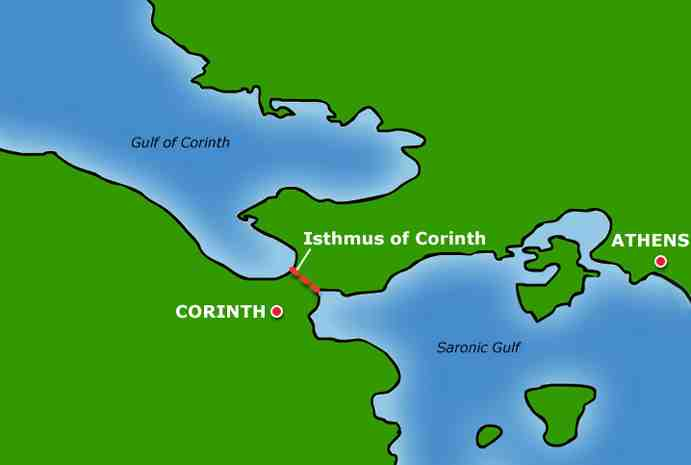 Gulf of Corinth
Isthmus of Corinth
ATHENS
CORINTH
Saronic Gulf